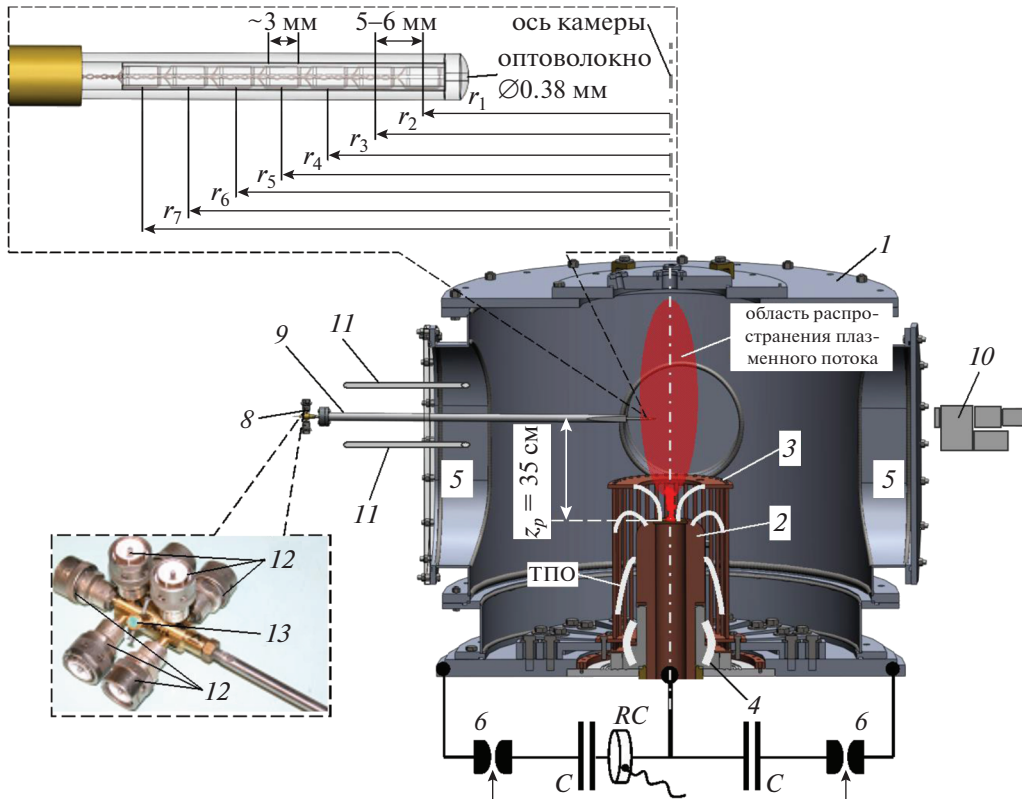 ~3 мм
5–6 мм
ось камеры
оптоволокно
∅0.38 мм
r1
r2
r3
r4
r5
r6
r7
1
область распро-
странения плаз-
менного потока
11
9
10
8
3
z_p = 35 см
5
5
11
2
12
ТПО
13
12
4
6
RC
6
C
C